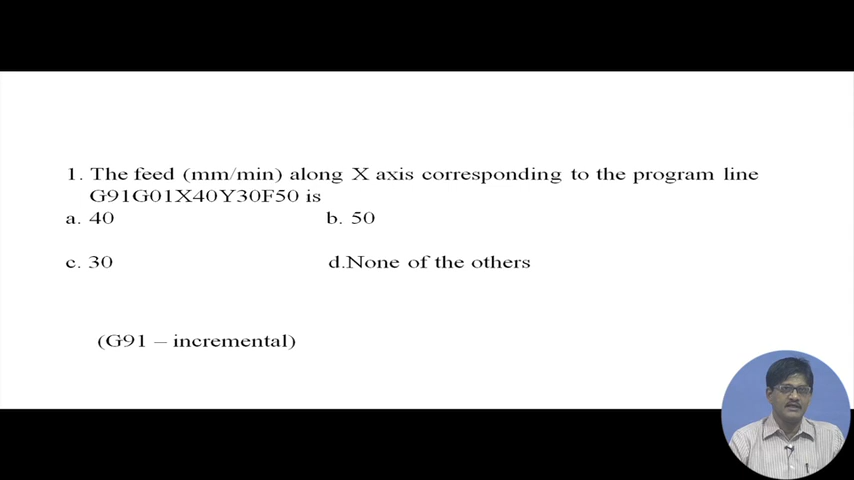 1. The feed (mm/min) along X axis corresponding to the program line
G91G01X40Y30F50 is
a. 40 b. 50
c. 30 d.None of the others
(G91 – incremental)